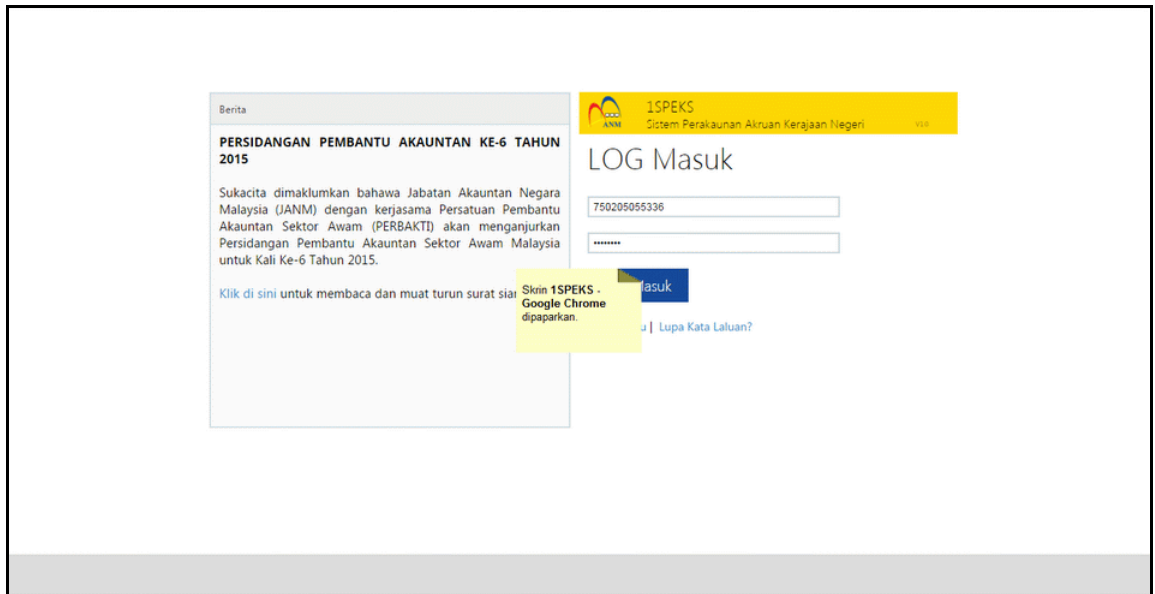 Berita
PERSIDANGAN PEMBANTU AKAUNTAN KE-6 TAHUN
2015
Sukacita dimaklumkan bahawa Jabatan Akauntan Negara
Malaysia (JANM) dengan kerjasama Persatuan Pembantu
Akauntan Sektor Awam (PERBAKTI) akan menganjurkan
Persidangan Pembantu Akauntan Sektor Awam Malaysia
untuk Kali Ke-6 Tahun 2015.
Klik di sini untuk membaca dan muat turun surat
ANM
1SPEKS
Sistem Perakaunan Akruan Kerajaan Negeri V1.0
LOG Masuk
750205055336
••••••••
Skrin 1SPEKS -
Google Chrome
dipaparkan.
| Lupa Kata Laluan?